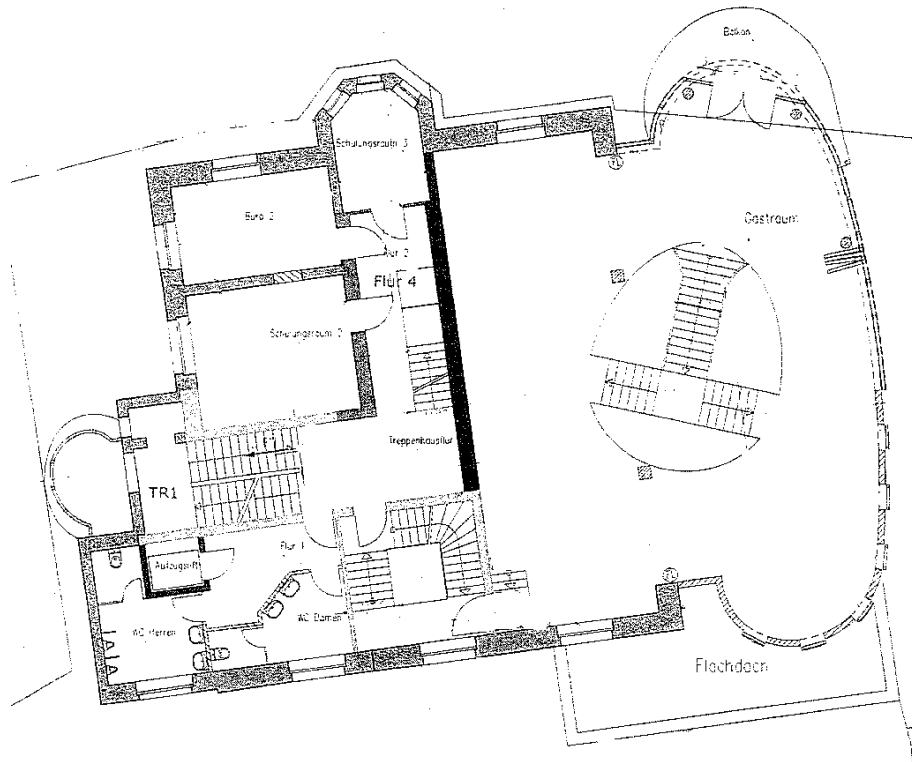 Balkon
Schulungsraum 3
Büro 2
Gastraum
Flur 2
Flur 4
Schulungsraum 2
Treppenhausflur
TR1
Flur 1
Aufzugstür
WC Herren
WC Damen
Flachdach